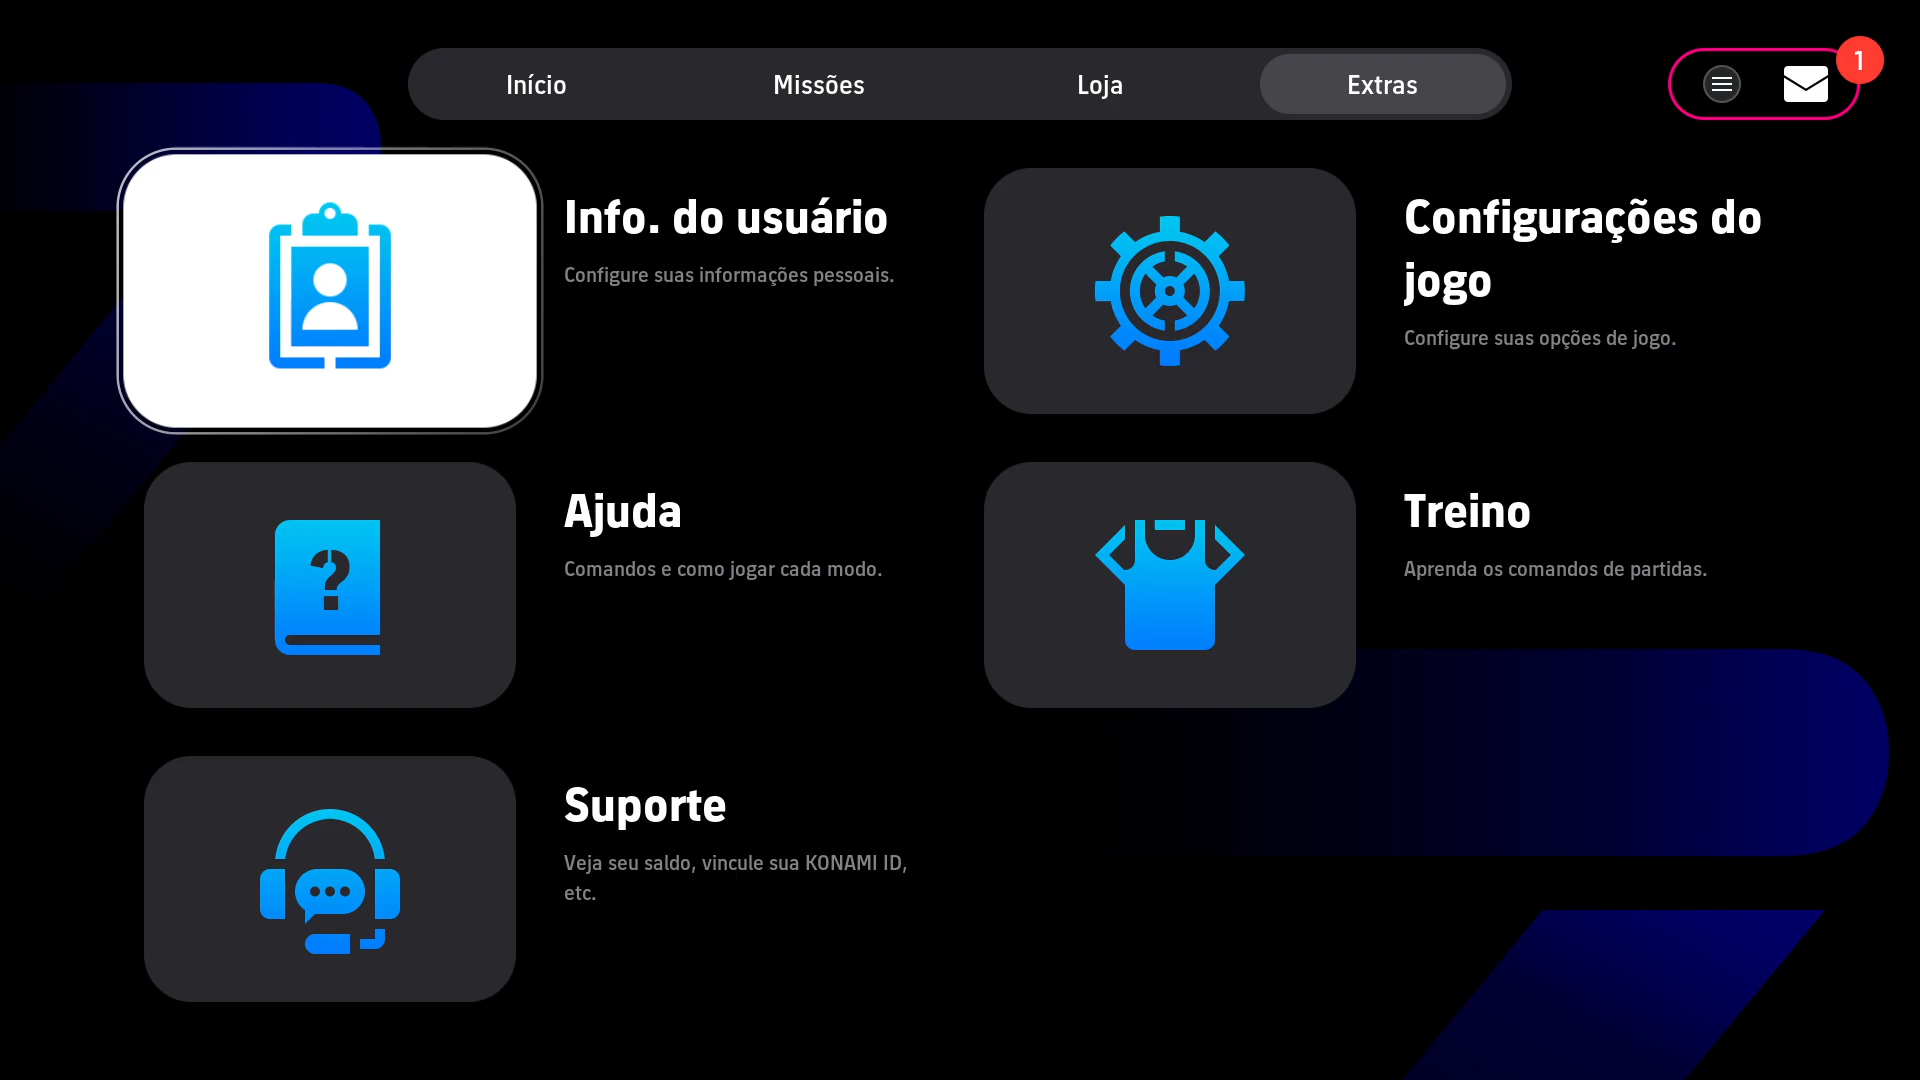 Início
Missões
Loja
Extras
1
Info. do usuário
Configure suas informações pessoais.
Configurações do
jogo
Configure suas opções de jogo.
?
Ajuda
Comandos e como jogar cada modo.
Treino
Aprenda os comandos de partidas.
Suporte
Veja seu saldo, vincule sua KONAMI ID,
etc.